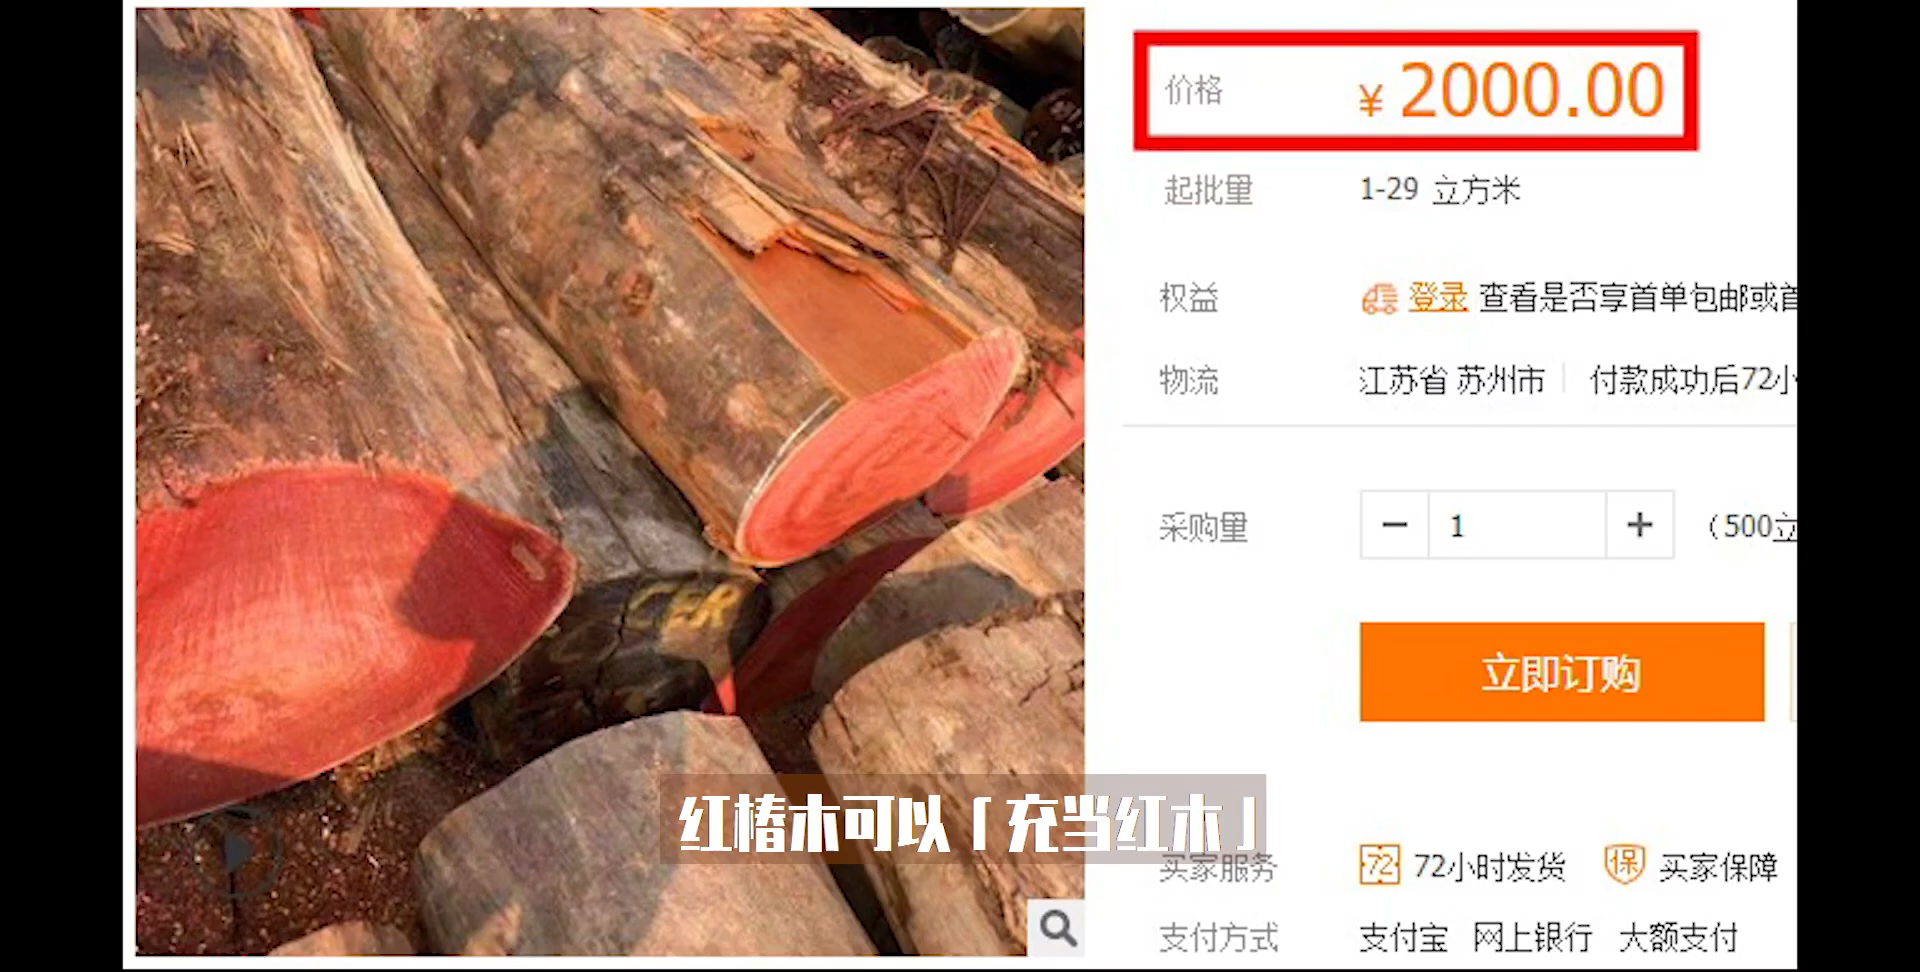 价格 ¥ 2000.00
起批量 1-29 立方米
权益 登录 查看是否享首单包邮或首
物流 江苏省 苏州市 付款成功后72小
采购量 − 1 + (500立
立即订购
CER
红椿木可以「充当红木」
买家服务 72 72小时发货 保 买家保障
支付方式 支付宝 网上银行 大额支付